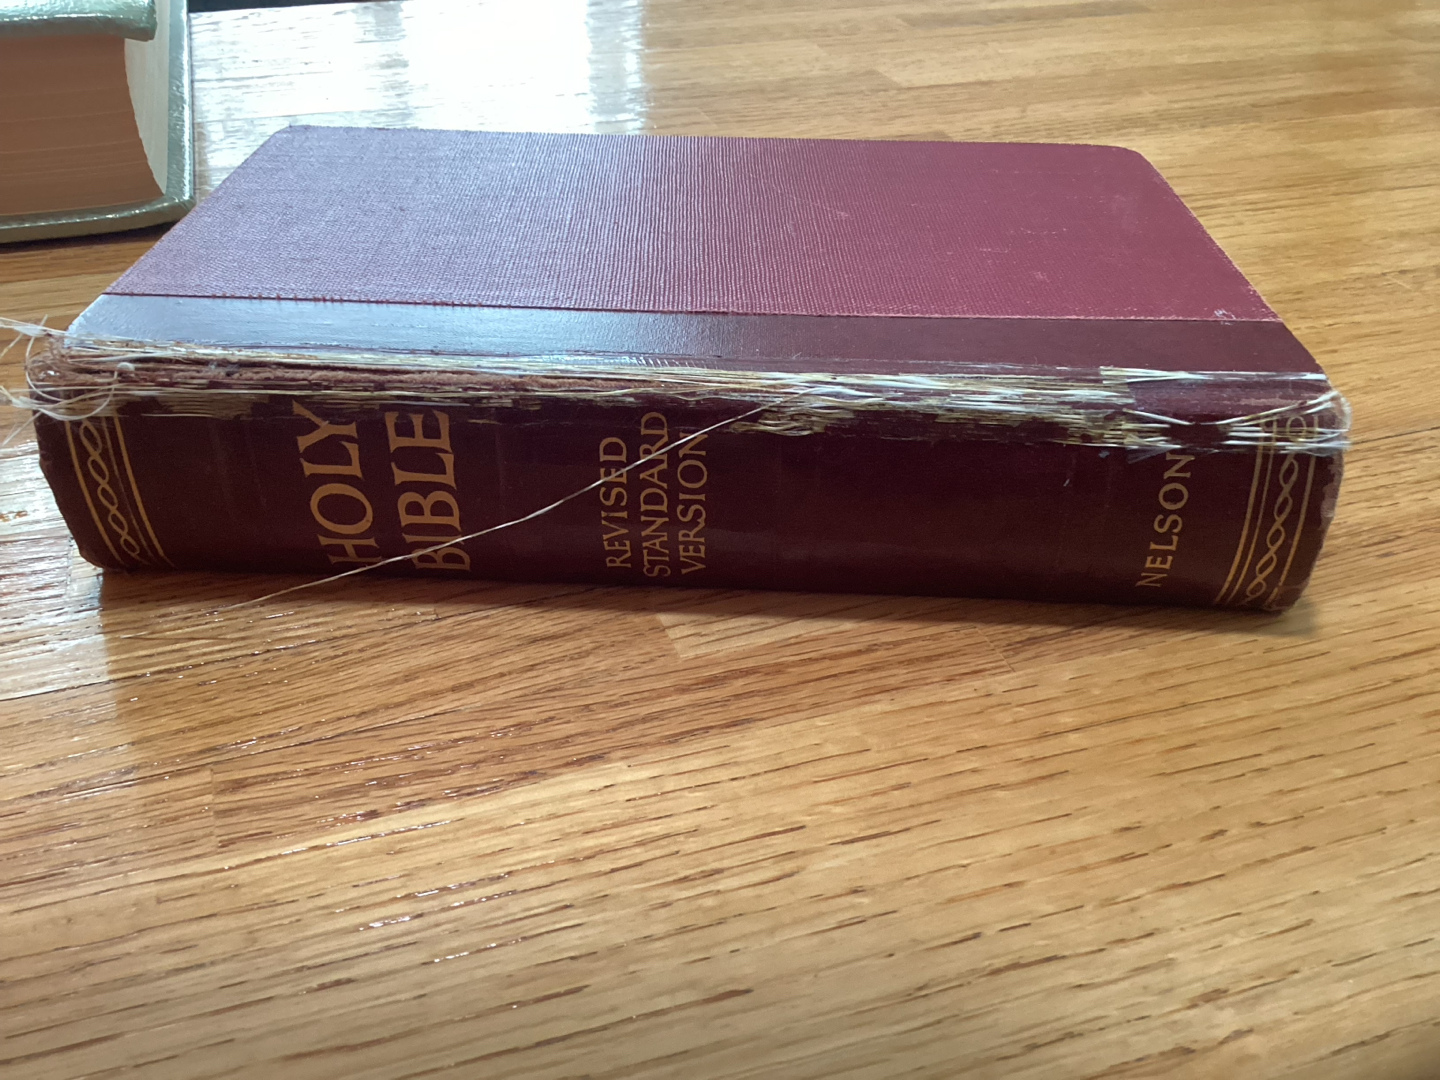 HOLY
BIBLE
REVISED
STANDARD
VERSION
NELSON